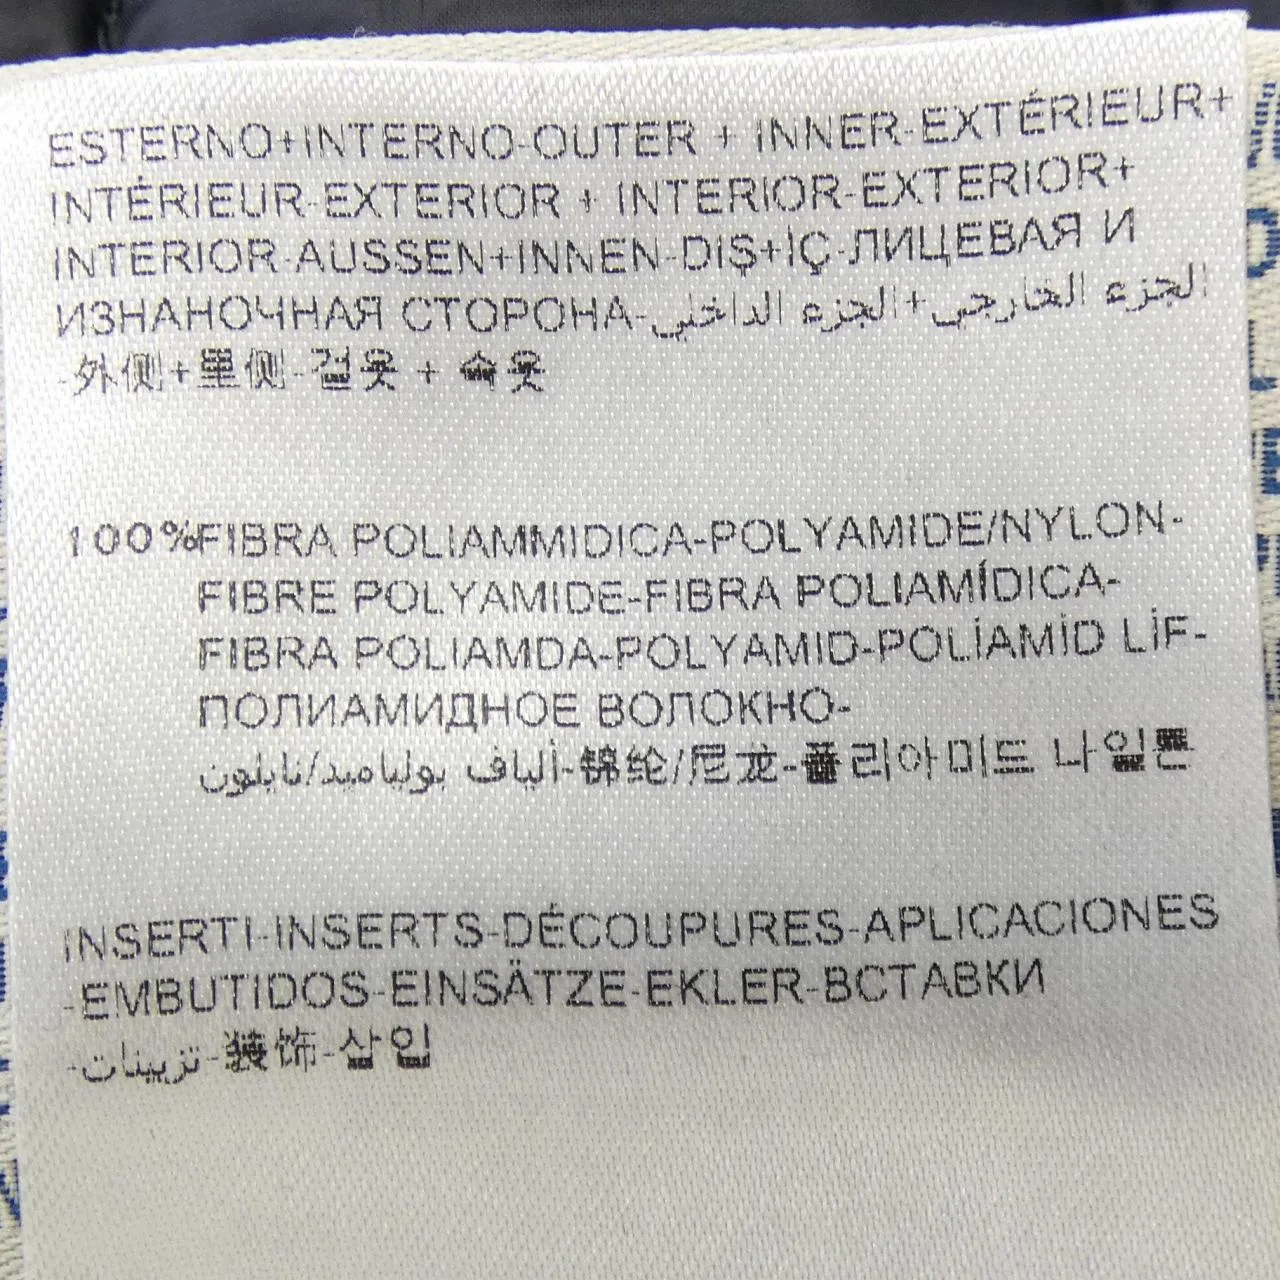 ESTERNO+INTERNO-OUTER + INNER-EXTÉRIEUR+
INTÉRIEUR-EXTERIOR + INTERIOR-EXTERIOR+
INTERIOR-AUSSEN+INNEN-DIŞ+İÇ-ЛИЦЕВАЯ И
ИЗНАНОЧНАЯ СТОРОНА-الجزء الخارجي+الجزء الداخلي
-外侧+里侧-겉옷 + 속옷
100%FIBRA POLIAMMIDICA-POLYAMIDE/NYLON-
FIBRE POLYAMIDE-FIBRA POLIAMÍDICA-
FIBRA POLIAMDA-POLYAMID-POLİAMİD LİF-
ПОЛИАМИДНОЕ ВОЛОКНО-
ألياف بولياميد/نايلون-锦纶/尼龙-폴리아미드 나일론
INSERTI-INSERTS-DÉCOUPURES-APLICACIONES
-EMBUTIDOS-EINSÄTZE-EKLER-ВСТАВКИ
-تزيينات-装饰-삽입